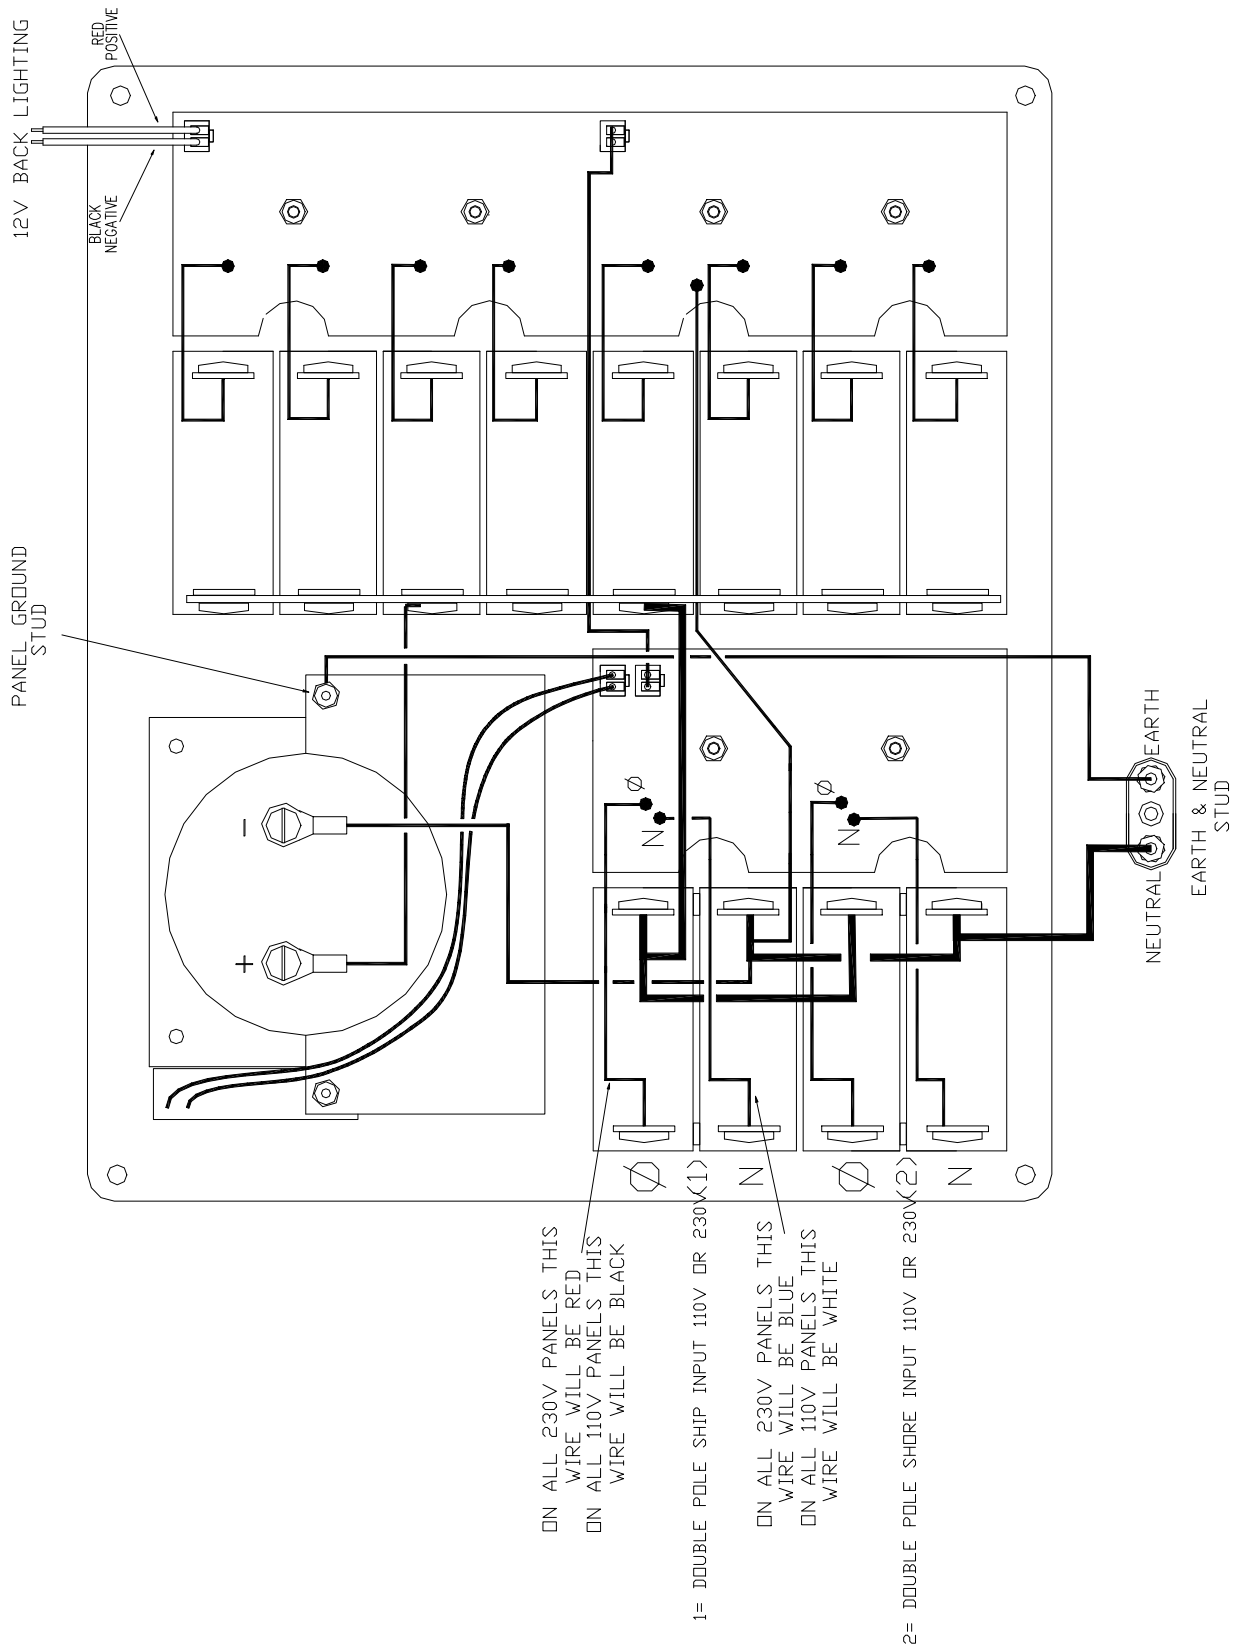 12V BACK LIGHTING
RED
POSITIVE
BLACK
NEGATIVE
PANEL GROUND
STUD
-
+
Ø
N
Ø
N
EARTH
NEUTRAL
EARTH & NEUTRAL
STUD
Ø
(1)
N
Ø
(2)
N
ON ALL 230V PANELS THIS
WIRE WILL BE RED
ON ALL 110V PANELS THIS
WIRE WILL BE BLACK
1= DOUBLE POLE SHIP INPUT 110V OR 230V
ON ALL 230V PANELS THIS
WIRE WILL BE BLUE
ON ALL 110V PANELS THIS
WIRE WILL BE WHITE
2= DOUBLE POLE SHORE INPUT 110V OR 230V